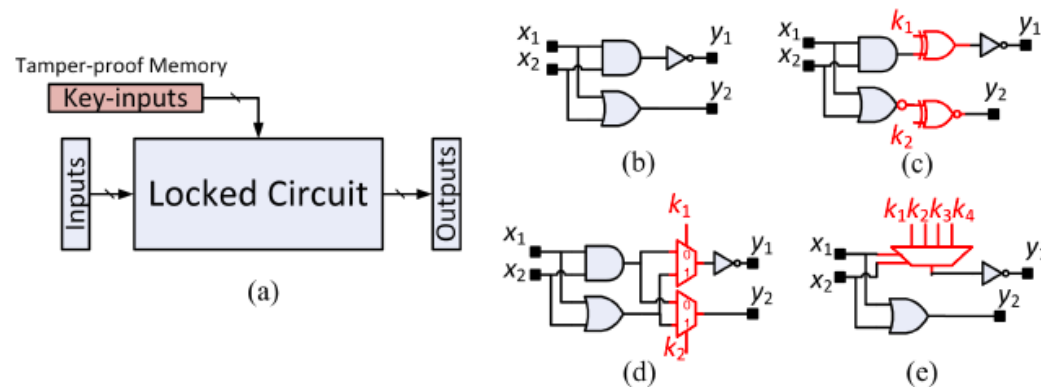 Tamper-proof Memory
Key-inputs
Inputs
Locked Circuit
Outputs
(a)
x₁
x₂
y₁
y₂
(b)
x₁
x₂
k₁
y₁
y₂
k₂
(c)
k₁
x₁
x₂
0
1
y₁
0
1
y₂
k₂
(d)
k₁k₂k₃k₄
x₁
x₂
y₁
y₂
(e)